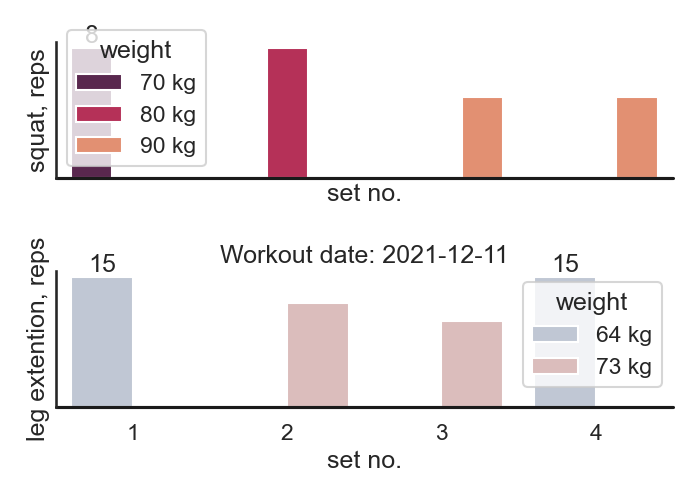 8
weight
70 kg
80 kg
90 kg
squat, reps
set no.
Workout date: 2021-12-11
15
15
weight
64 kg
73 kg
leg extention, reps
1 2 3 4
set no.